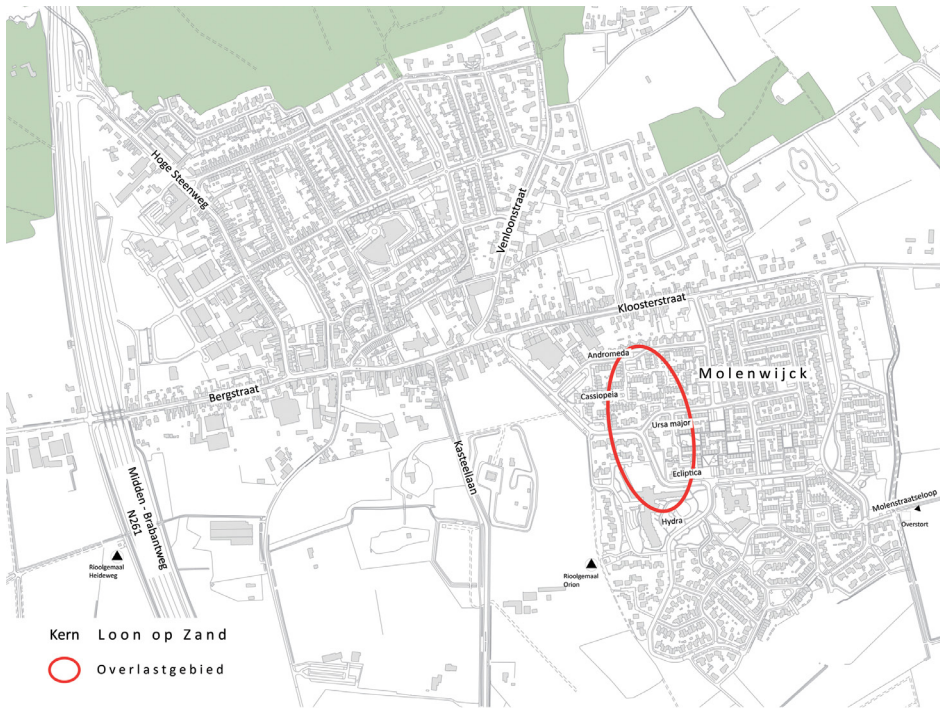 Hoge Steenweg
Venloonstraat
Kloosterstraat
Andromeda
Molenwijck
Cassiopeia
Bergstraat
Ursa major
Kasteellaan
Ecliptica
Midden - Brabantweg
N261
Molenstraatseloop
Overstort
Hydra
Rioolgemaal
Heideweg
Rioolgemaal
Orion
Kern Loon op Zand
Overlastgebied